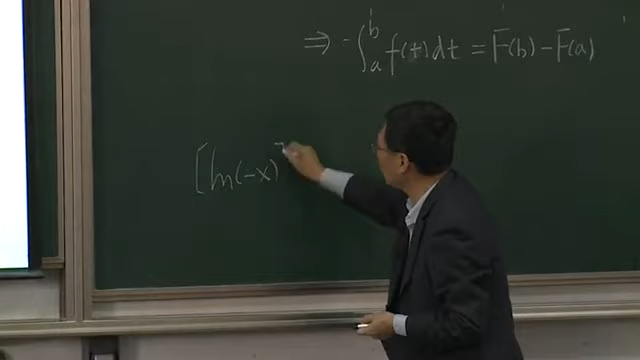 ⇒ ∫_a^b f(t)dt = F(b) - F(a)
[ln(-x)